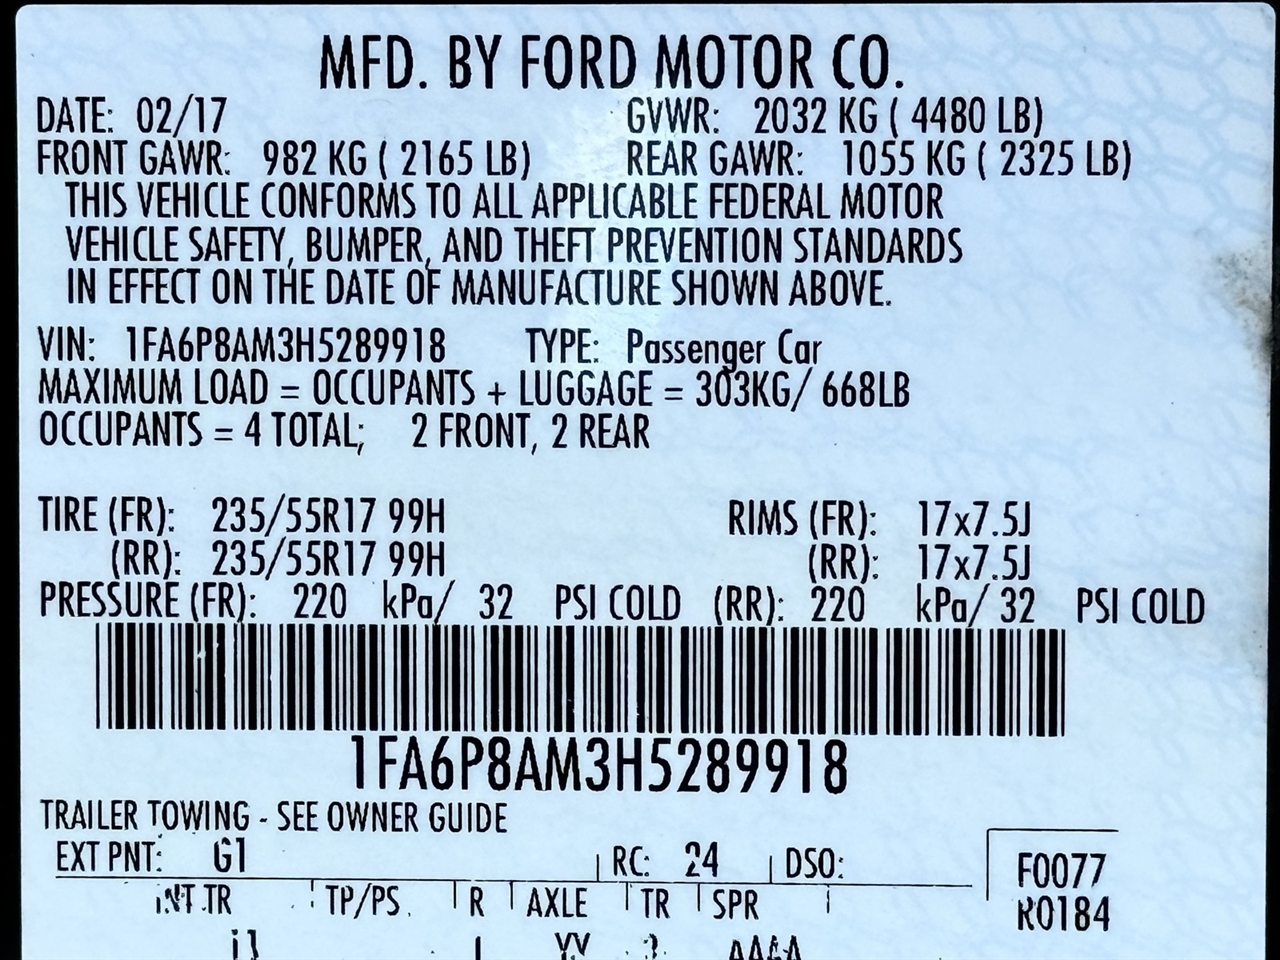 MFD. BY FORD MOTOR CO.
DATE: 02/17 GVWR: 2032 KG ( 4480 LB)
FRONT GAWR: 982 KG ( 2165 LB) REAR GAWR: 1055 KG ( 2325 LB)
THIS VEHICLE CONFORMS TO ALL APPLICABLE FEDERAL MOTOR
VEHICLE SAFETY, BUMPER, AND THEFT PREVENTION STANDARDS
IN EFFECT ON THE DATE OF MANUFACTURE SHOWN ABOVE.
VIN: 1FA6P8AM3H5289918 TYPE: Passenger Car
MAXIMUM LOAD = OCCUPANTS + LUGGAGE = 303KG/ 668LB
OCCUPANTS = 4 TOTAL; 2 FRONT, 2 REAR
TIRE (FR): 235/55R17 99H RIMS (FR): 17x7.5J
(RR): 235/55R17 99H (RR): 17x7.5J
PRESSURE (FR): 220 kPa/ 32 PSI COLD (RR): 220 kPa/ 32 PSI COLD
1FA6P8AM3H5289918
TRAILER TOWING - SEE OWNER GUIDE
EXT PNT: G1 RC: 24 DSO: F0077
INT TR TP/PS R AXLE TR SPR R0184